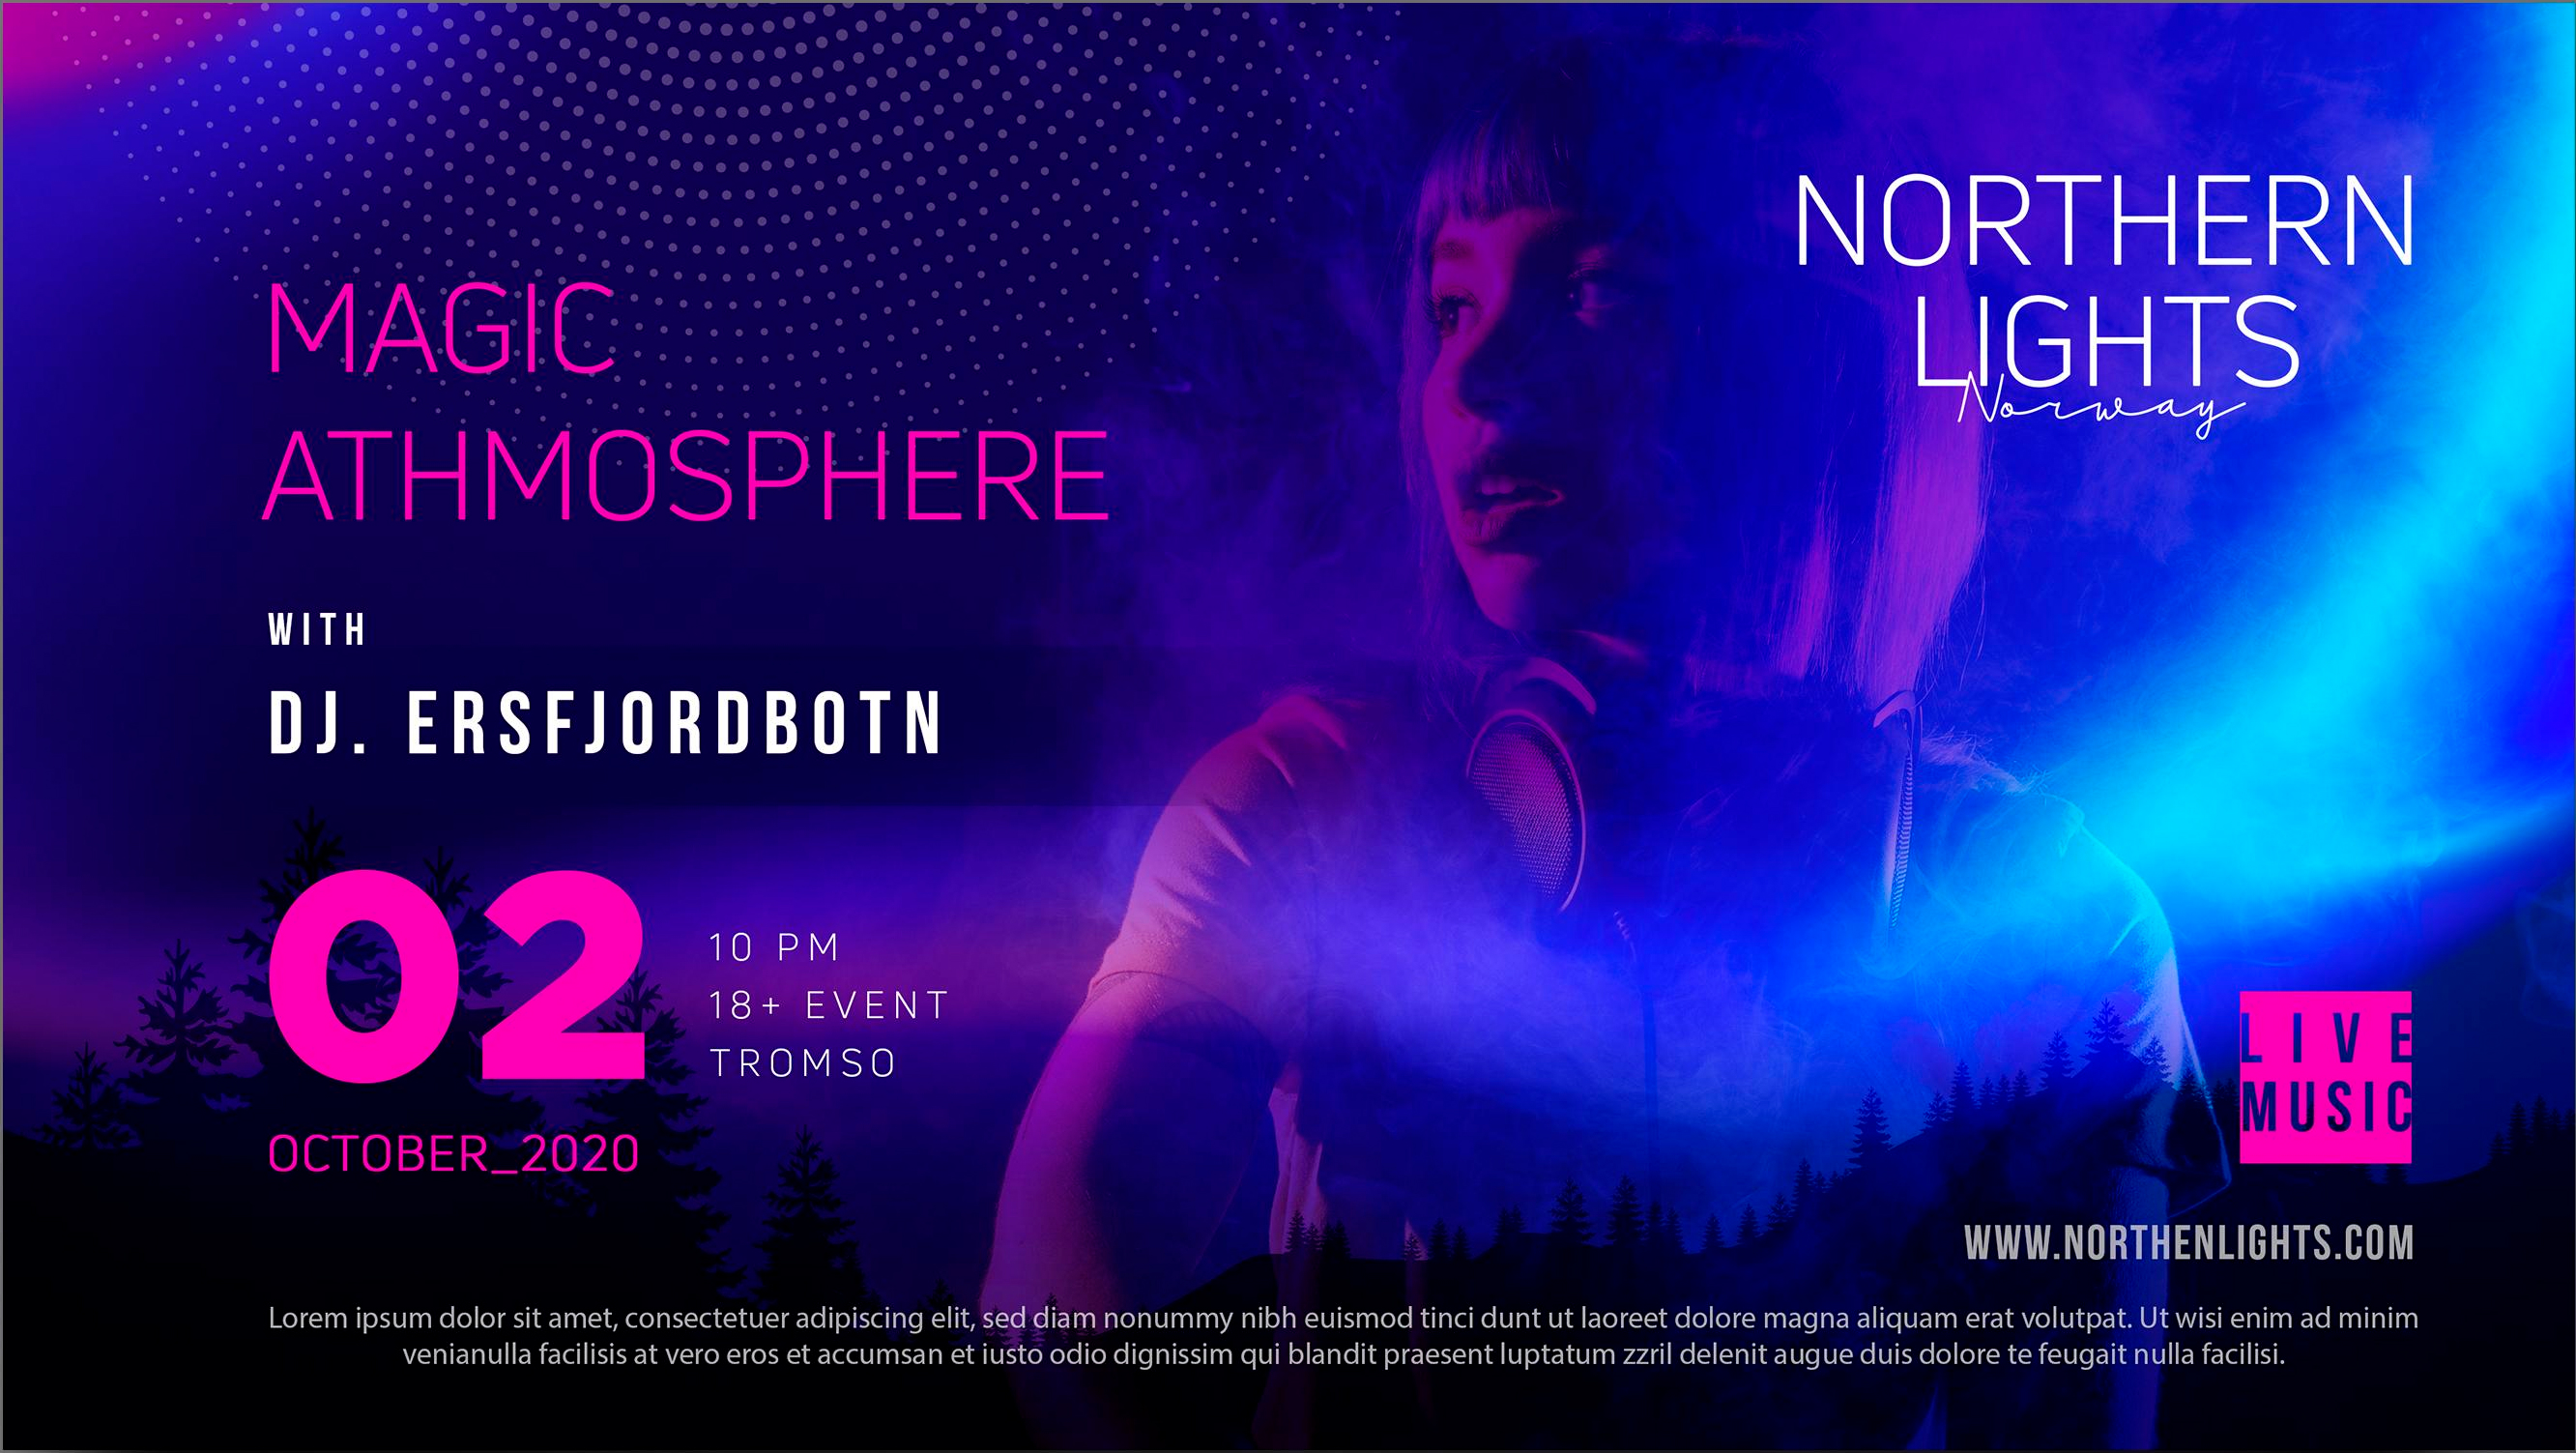 NORTHERN
LIGHTS
Norway
MAGIC
ATHMOSPHERE
WITH
DJ. ERSFJORDBOTN
02
OCTOBER_2020
10 PM
18+ EVENT
TROMSO
LIVE
MUSIC
WWW.NORTHENLIGHTS.COM
Lorem ipsum dolor sit amet, consectetuer adipiscing elit, sed diam nonummy nibh euismod tinci dunt ut laoreet dolore magna aliquam erat volutpat. Ut wisi enim ad minim
venianulla facilisis at vero eros et accumsan et iusto odio dignissim qui blandit praesent luptatum zzril delenit augue duis dolore te feugait nulla facilisi.